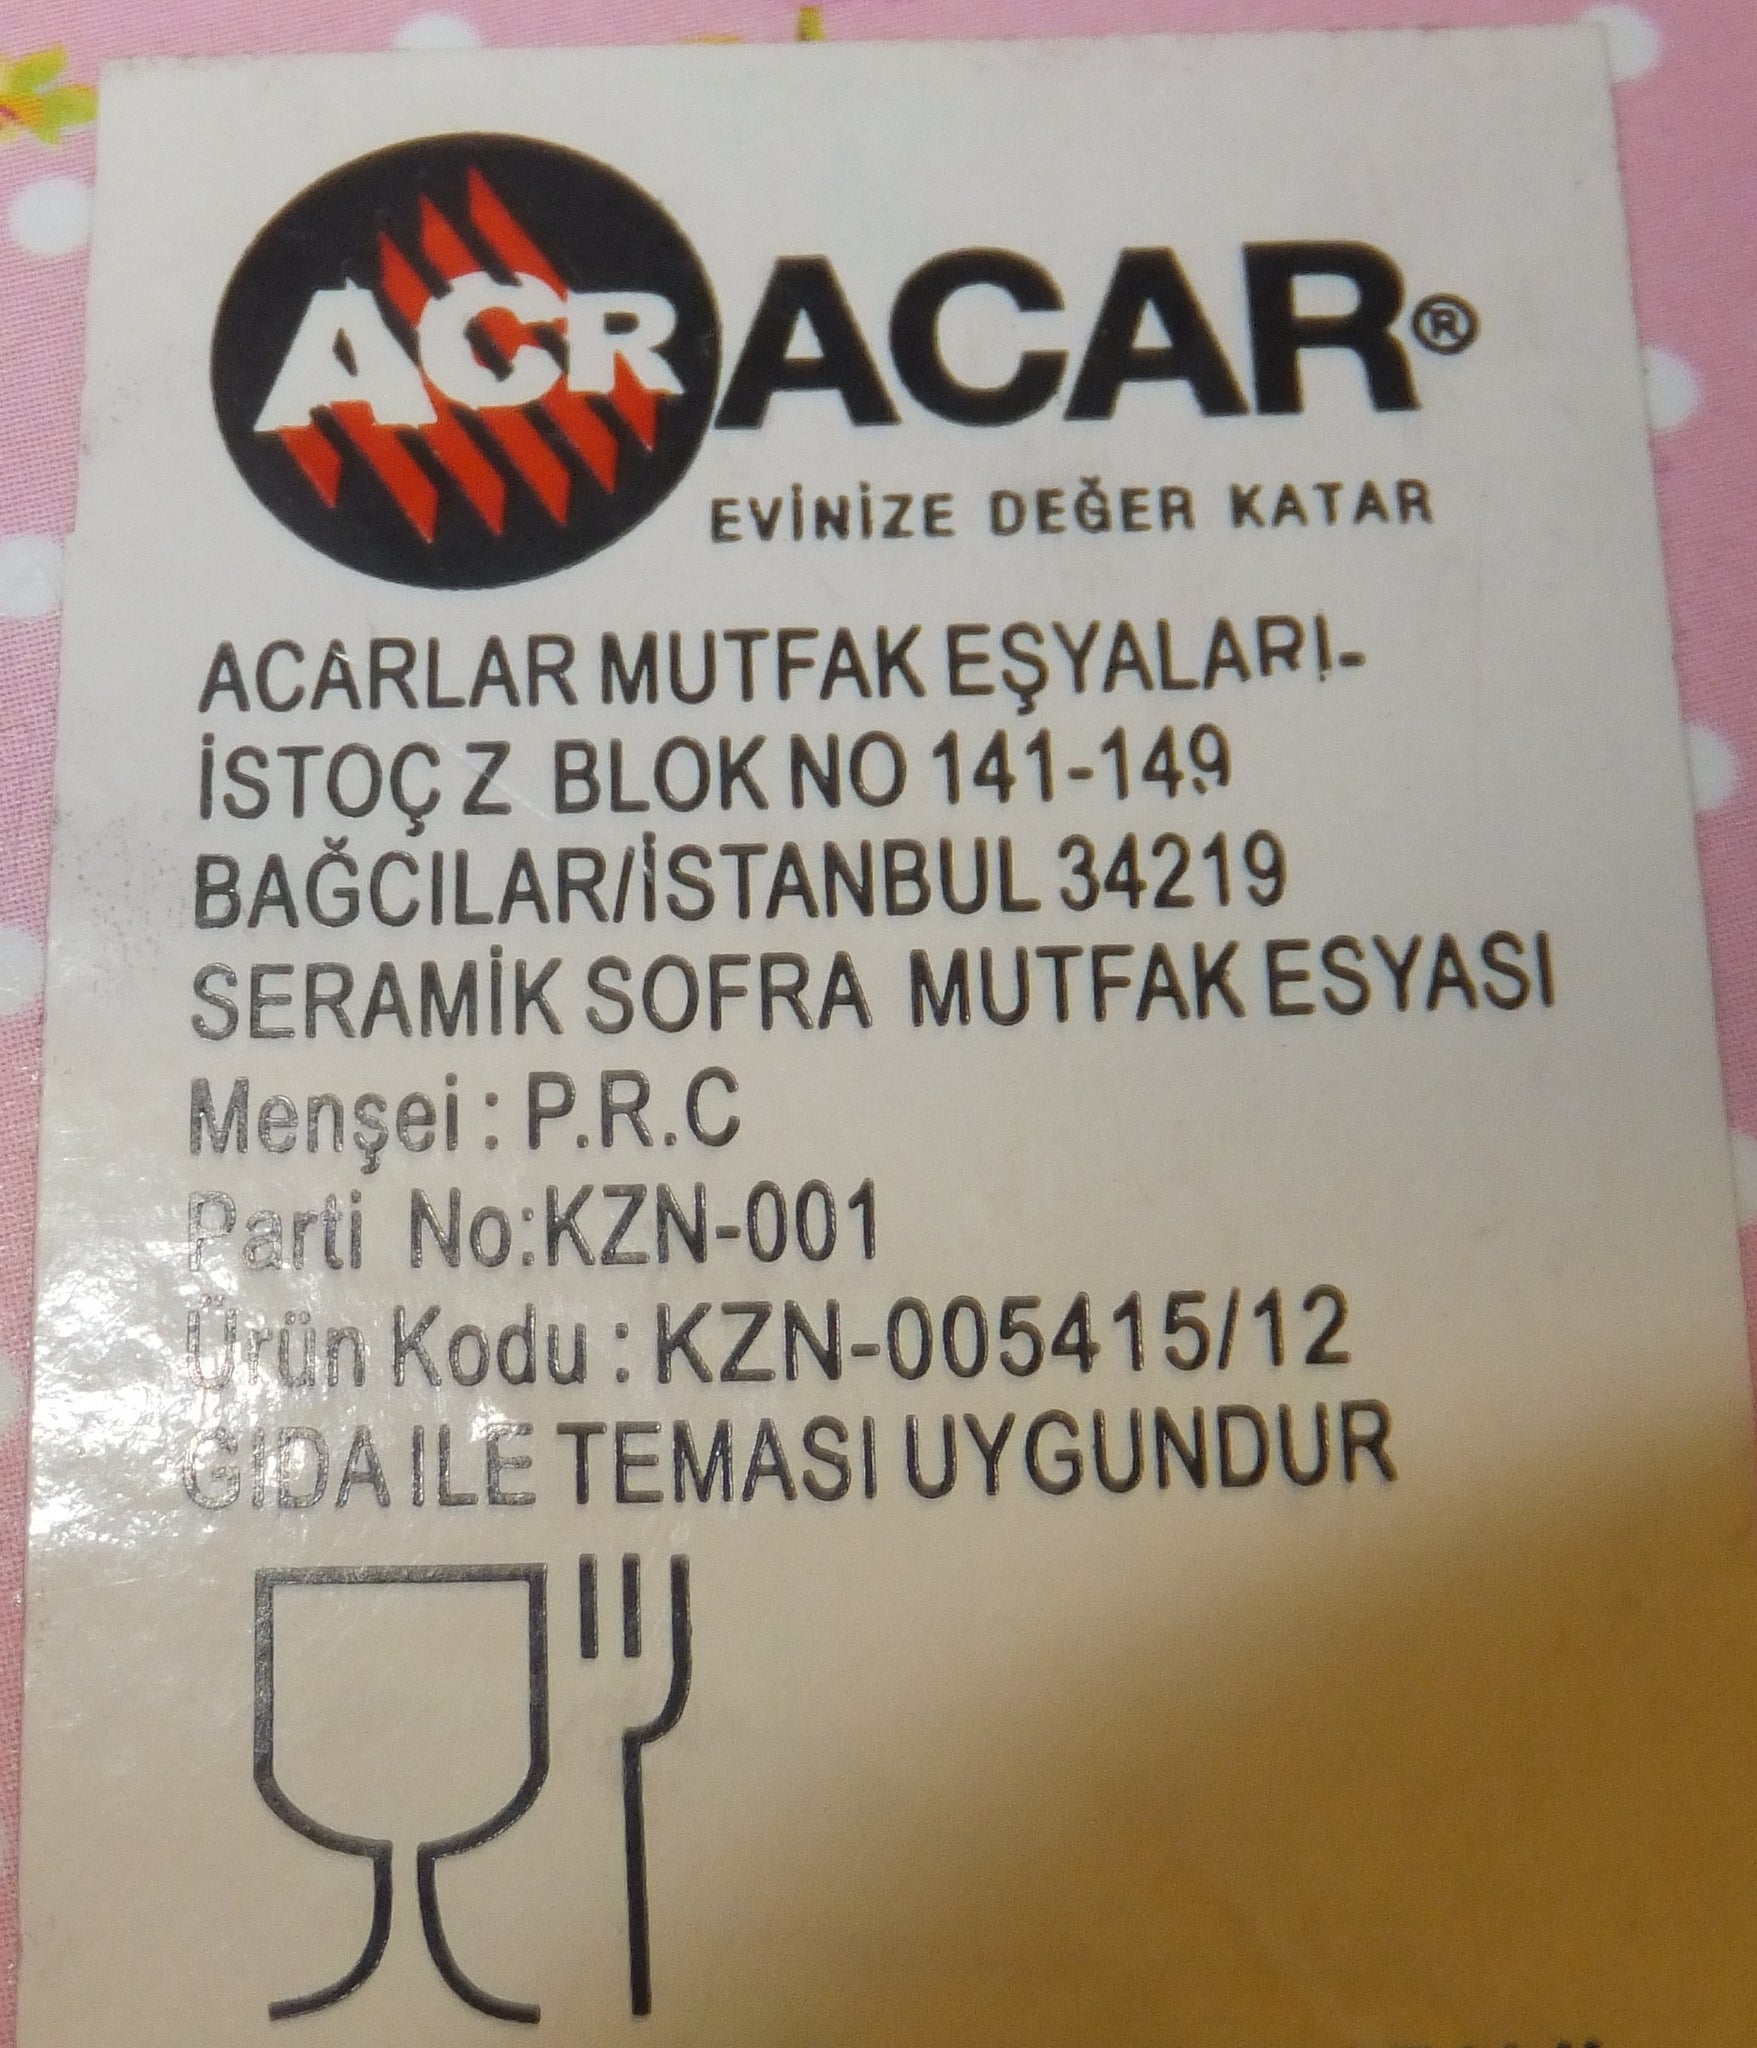 ACR ACAR®
EVİNİZE DEĞER KATAR
ACARLAR MUTFAK EŞYALARI-
İSTOÇ Z BLOK NO 141-149
BAĞCILAR/İSTANBUL 34219
SERAMİK SOFRA MUTFAK ESYASI
Menşei : P.R.C
Parti No:KZN-001
Ürün Kodu : KZN-005415/12
GIDA ILE TEMASI UYGUNDUR